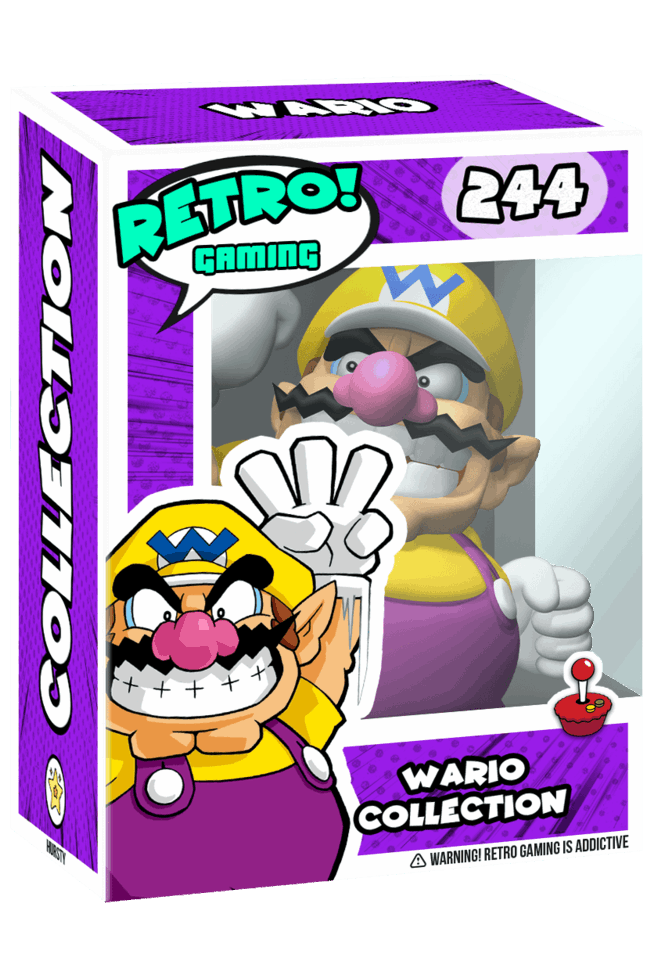 WARIO
COLLECTION
RETRO!
GAMING
244
W
W
WARIO
COLLECTION
WARNING! RETRO GAMING IS ADDICTIVE
HURSTY